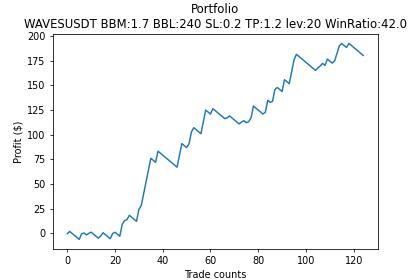 Portfolio
WAVESUSDT BBM:1.7 BBL:240 SL:0.2 TP:1.2 lev:20 WinRatio:42.0
200
175
150
125
100
75
50
25
0
Profit ($)
0 20 40 60 80 100 120
Trade counts